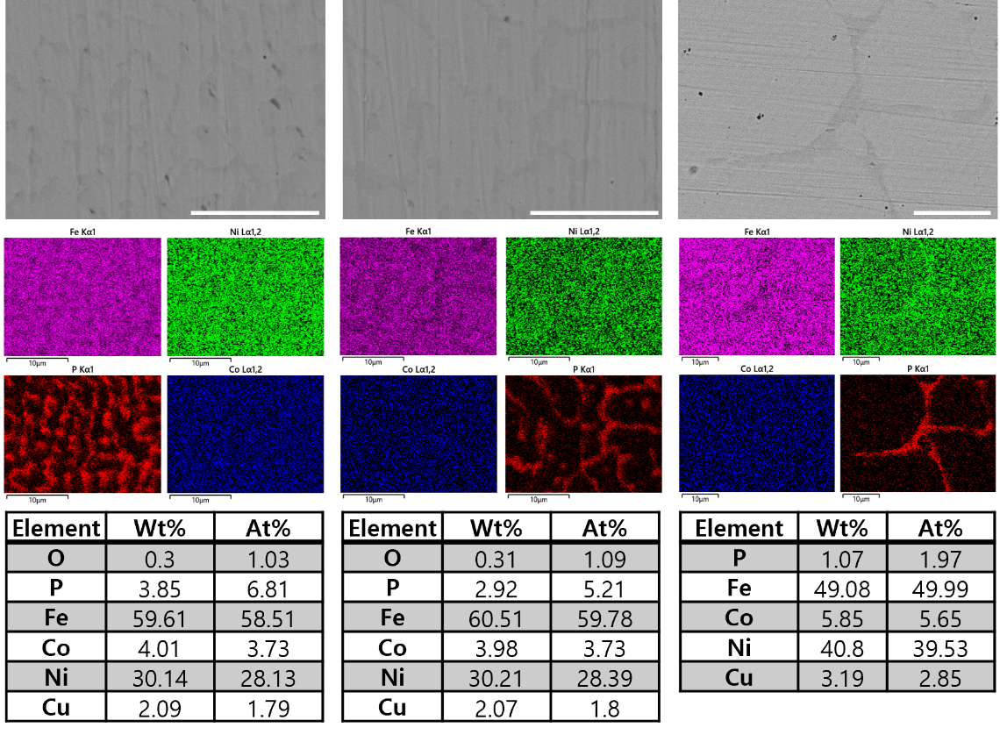 Fe Kα1
Ni Lα1,2
Fe Kα1
Ni Lα1,2
Fe Kα1
Ni Lα1,2
10μm
10μm
10μm
10μm
10μm
10μm
P Kα1
Co Lα1,2
Co Lα1,2
P Kα1
Co Lα1,2
P Kα1
10μm
10μm
10μm
10μm
10μm
10μm
Element Wt% At%
O 0.3 1.03
P 3.85 6.81
Fe 59.61 58.51
Co 4.01 3.73
Ni 30.14 28.13
Cu 2.09 1.79
Element Wt% At%
O 0.31 1.09
P 2.92 5.21
Fe 60.51 59.78
Co 3.98 3.73
Ni 30.21 28.39
Cu 2.07 1.8
Element Wt% At%
P 1.07 1.97
Fe 49.08 49.99
Co 5.85 5.65
Ni 40.8 39.53
Cu 3.19 2.85